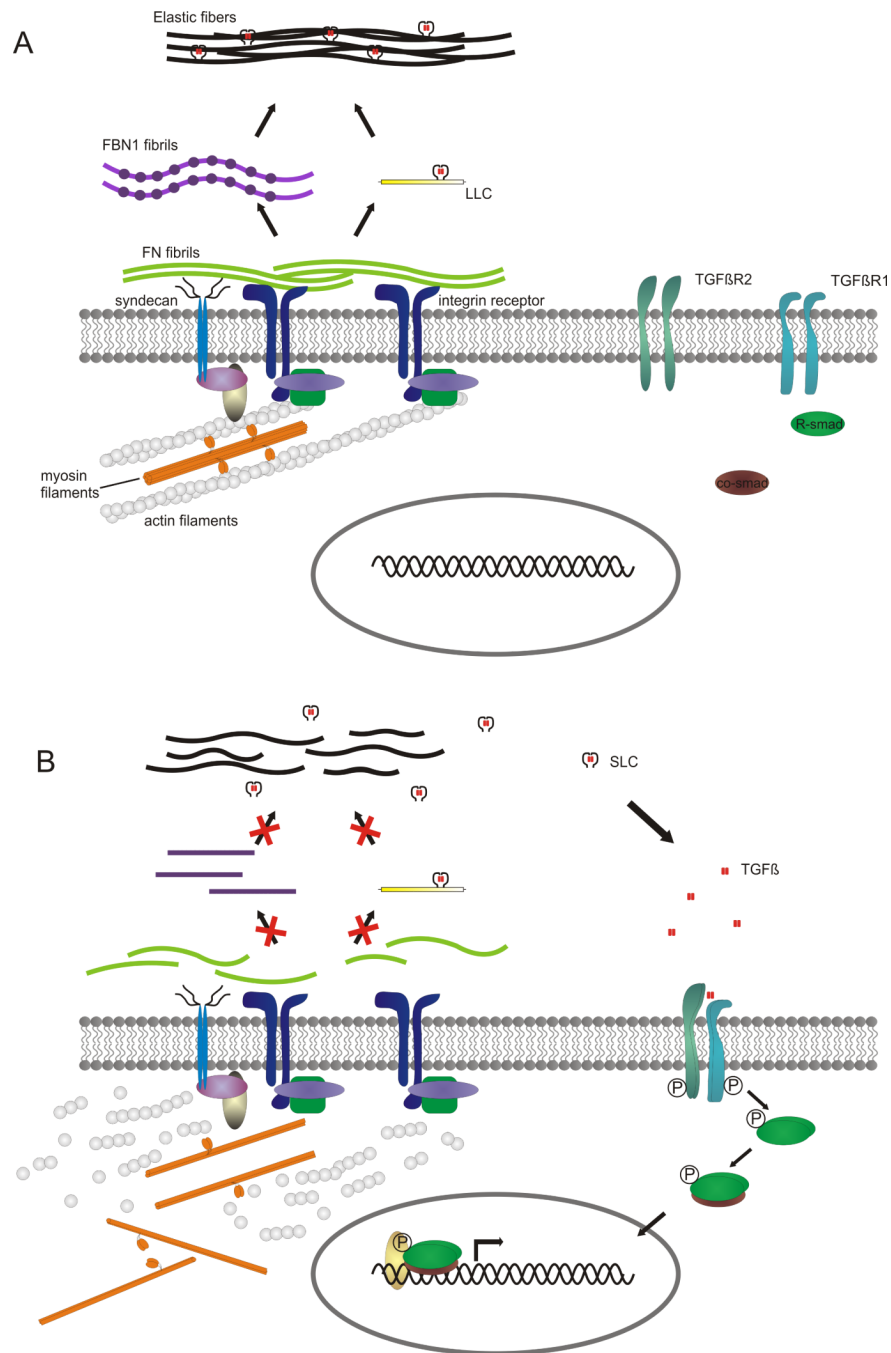 Elastic fibers
A
FBN1 fibrils
LLC
FN fibrils
syndecan
integrin receptor
TGFßR2
TGFßR1
R-smad
co-smad
myosin
filaments
actin filaments
B
SLC
TGFß
P
P
P
P
P